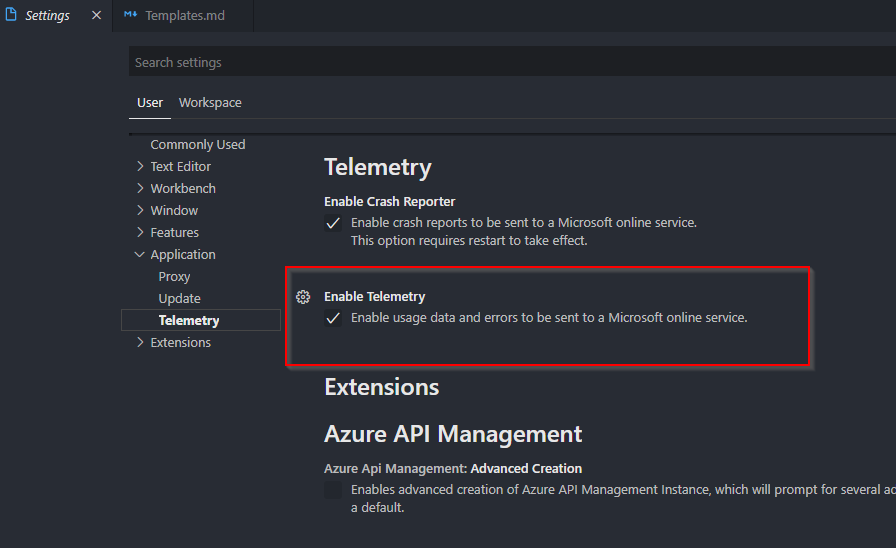 Settings
Templates.md
Search settings
User Workspace
Commonly Used
Text Editor
Workbench
Window
Features
Application
Proxy
Update
Telemetry
Extensions
Telemetry
Enable Crash Reporter
Enable crash reports to be sent to a Microsoft online service.
This option requires restart to take effect.
Enable Telemetry
Enable usage data and errors to be sent to a Microsoft online service.
Extensions
Azure API Management
Azure Api Management: Advanced Creation
Enables advanced creation of Azure API Management Instance, which will prompt for several
a default.